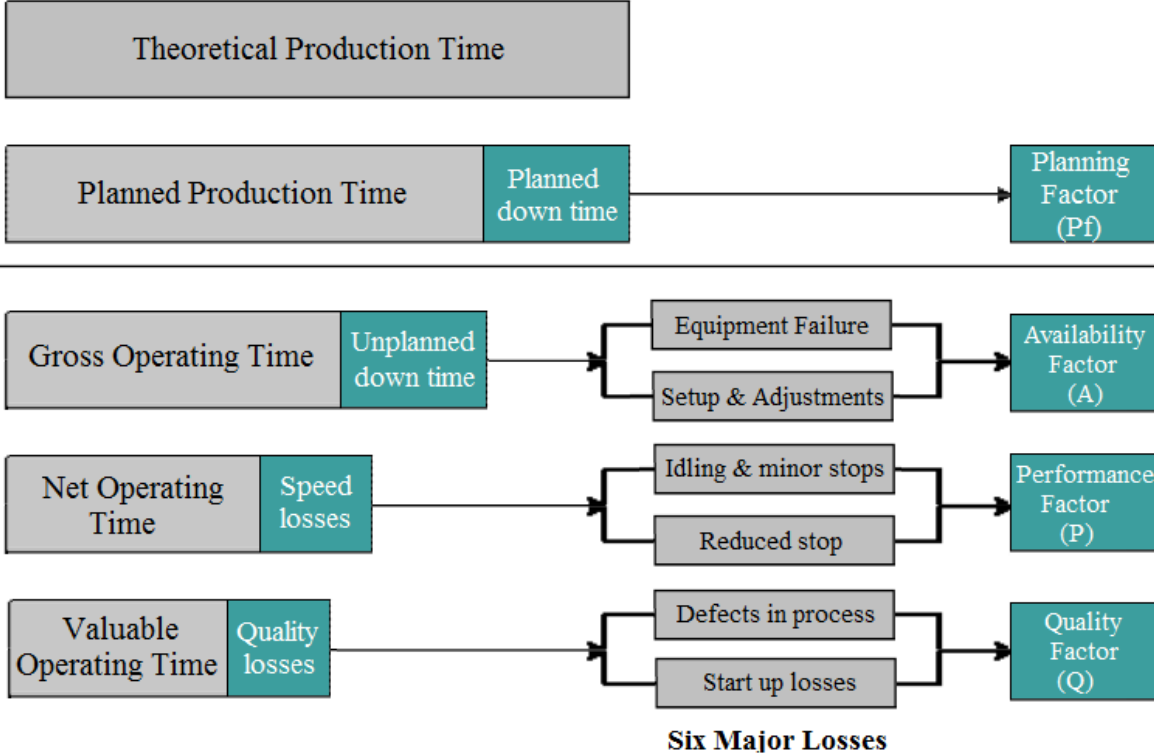 Theoretical Production Time
Planned Production Time
Planned
down time
Planning
Factor
(Pf)
Gross Operating Time
Unplanned
down time
Equipment Failure
Setup & Adjustments
Availability
Factor
(A)
Net Operating
Time
Speed
losses
Idling & minor stops
Reduced stop
Performance
Factor
(P)
Valuable
Operating Time
Quality
losses
Defects in process
Start up losses
Quality
Factor
(Q)
Six Major Losses